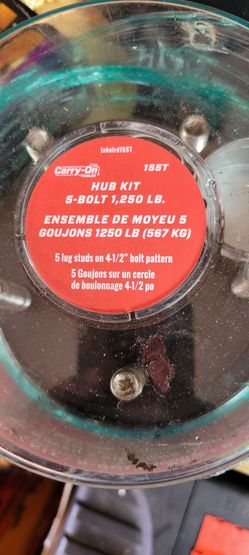 lubelrd155T
Carry-On
TRAILER
155T
HUB KIT
5-BOLT 1,250 LB.
ENSEMBLE DE MOYEU 5
GOUJONS 1250 LB (567 KG)
5 lug studs on 4-1/2" bolt pattern
5 Goujons sur un cercle
de boulonnage 4-1/2 po